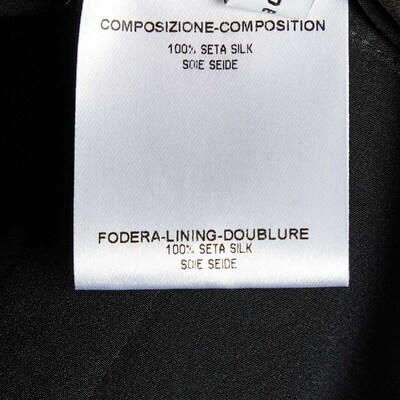 COMPOSIZIONE-COMPOSITION
100% SETA SILK
SOIE SEIDE
FODERA-LINING-DOUBLURE
100% SETA SILK
SOIE SEIDE